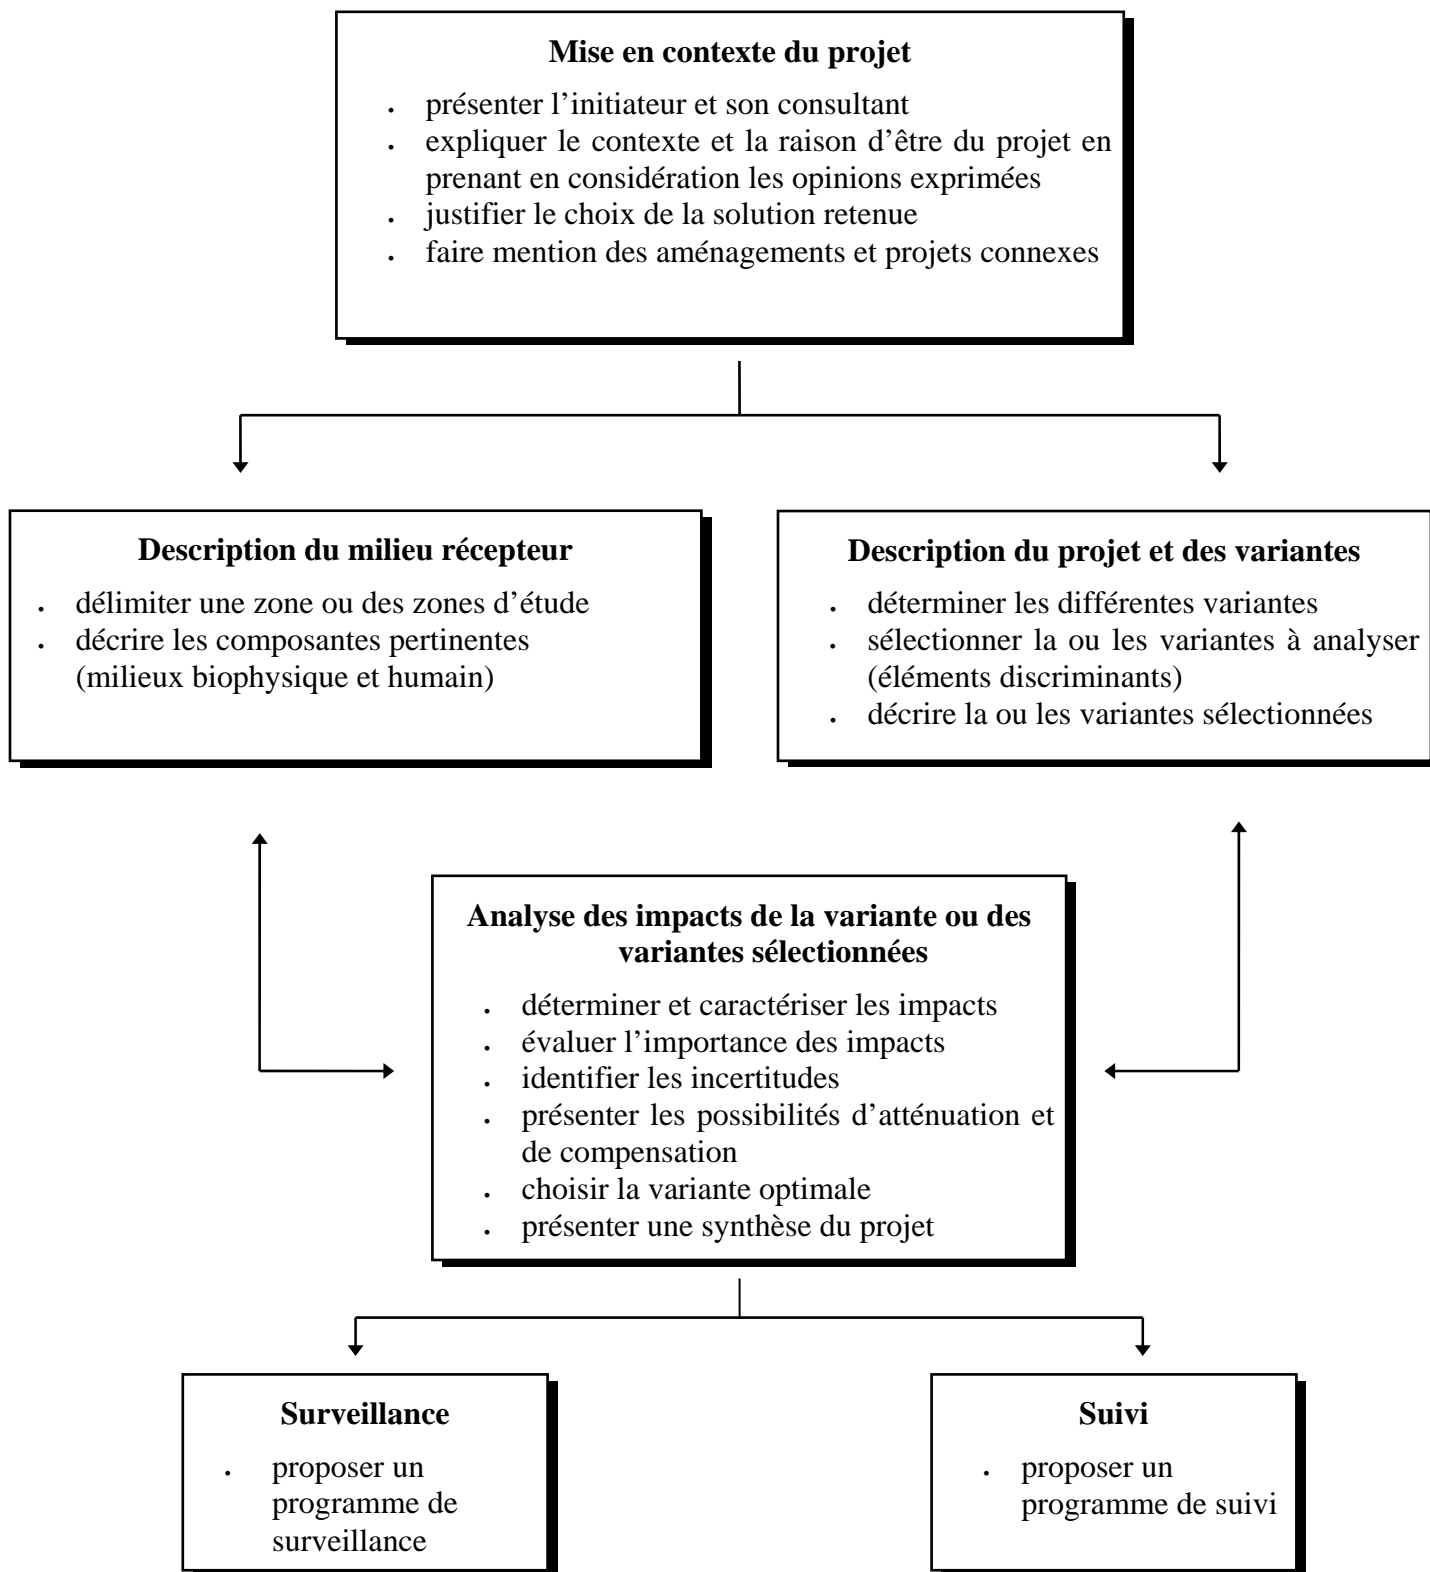 Mise en contexte du projet
. présenter l’initiateur et son consultant
. expliquer le contexte et la raison d’être du projet en
prenant en considération les opinions exprimées
. justifier le choix de la solution retenue
. faire mention des aménagements et projets connexes
Description du milieu récepteur
. délimiter une zone ou des zones d’étude
. décrire les composantes pertinentes
(milieux biophysique et humain)
Description du projet et des variantes
. déterminer les différentes variantes
. sélectionner la ou les variantes à analyser
(éléments discriminants)
. décrire la ou les variantes sélectionnées
Analyse des impacts de la variante ou des
variantes sélectionnées
. déterminer et caractériser les impacts
. évaluer l’importance des impacts
. identifier les incertitudes
. présenter les possibilités d’atténuation et
de compensation
. choisir la variante optimale
. présenter une synthèse du projet
Surveillance
. proposer un
programme de
surveillance
Suivi
. proposer un
programme de suivi